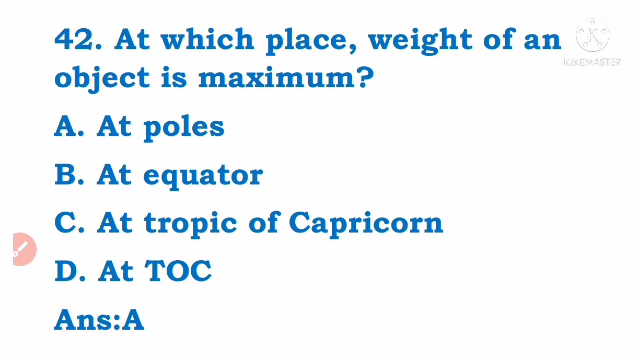 42. At which place, weight of an
object is maximum?
A. At poles
B. At equator
C. At tropic of Capricorn
D. At TOC
Ans:A
KINEMASTER